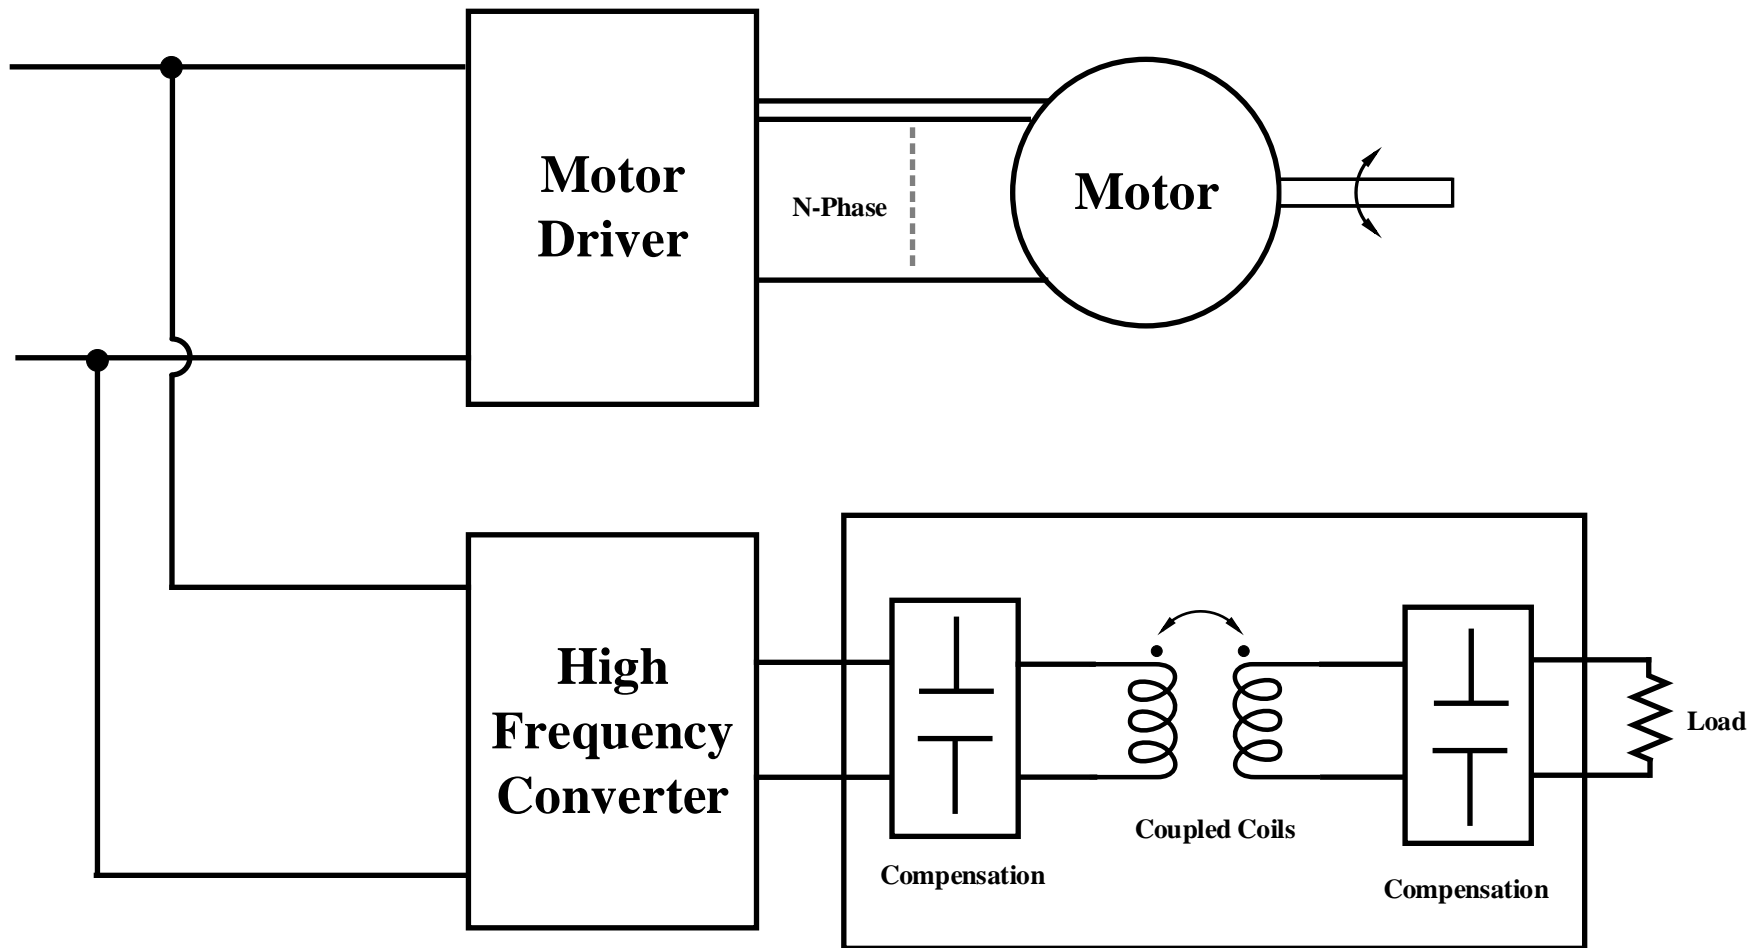 Motor
Driver
N-Phase
Motor
High
Frequency
Converter
Compensation
Coupled Coils
Compensation
Load